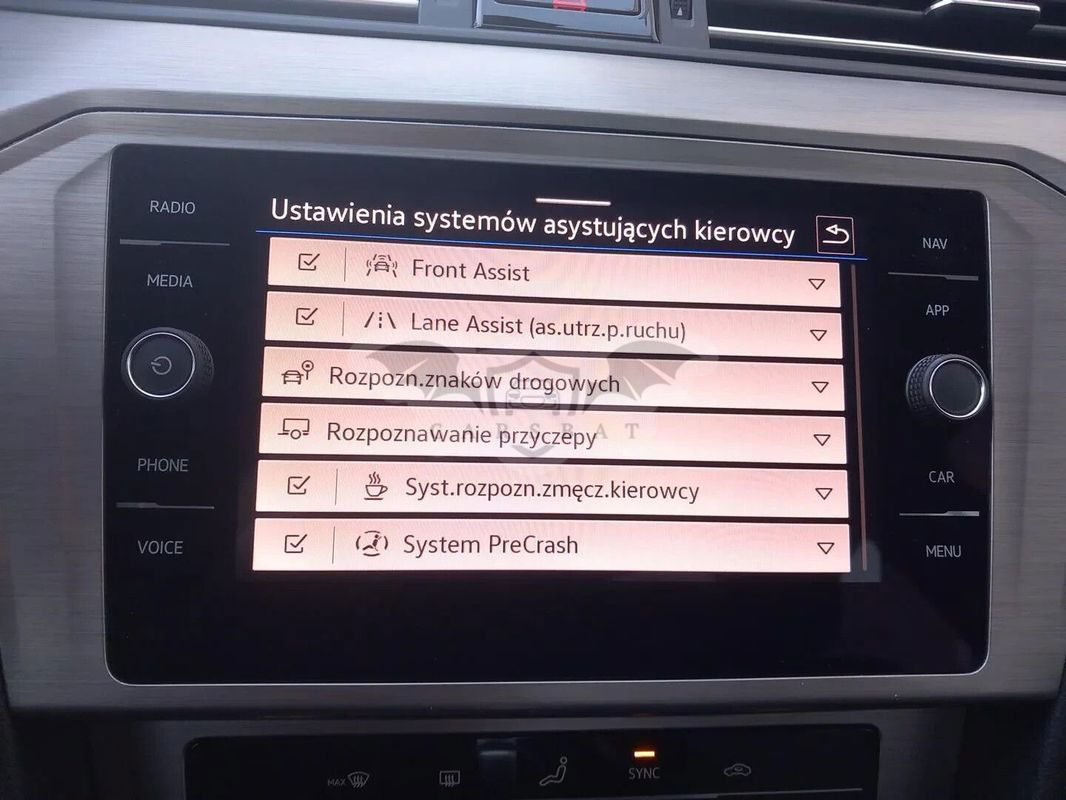 RADIO
MEDIA
PHONE
VOICE
Ustawienia systemów asystujących kierowcy
Front Assist
Lane Assist (as.utrz.p.ruchu)
Rozpozn.znaków drogowych
CARSBAT
Rozpoznawanie przyczepy
Syst.rozpozn.zmęcz.kierowcy
System PreCrash
NAV
APP
CAR
MENU
MAX
SYNC